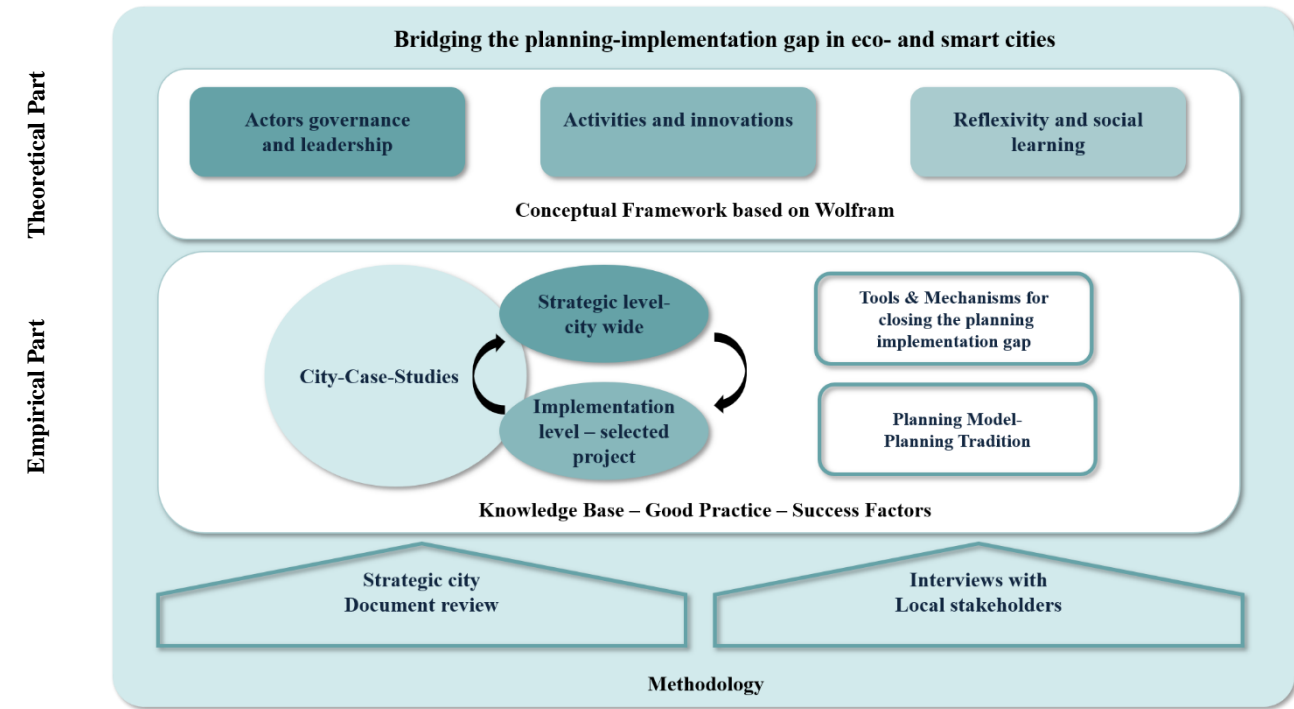 Bridging the planning-implementation gap in eco- and smart cities
Theoretical Part
Actors governance
and leadership
Activities and innovations
Reflexivity and social
learning
Conceptual Framework based on Wolfram
Empirical Part
City-Case-Studies
Strategic level-
city wide
Implementation
level – selected
project
Tools & Mechanisms for
closing the planning
implementation gap
Planning Model-
Planning Tradition
Knowledge Base – Good Practice – Success Factors
Strategic city
Document review
Interviews with
Local stakeholders
Methodology